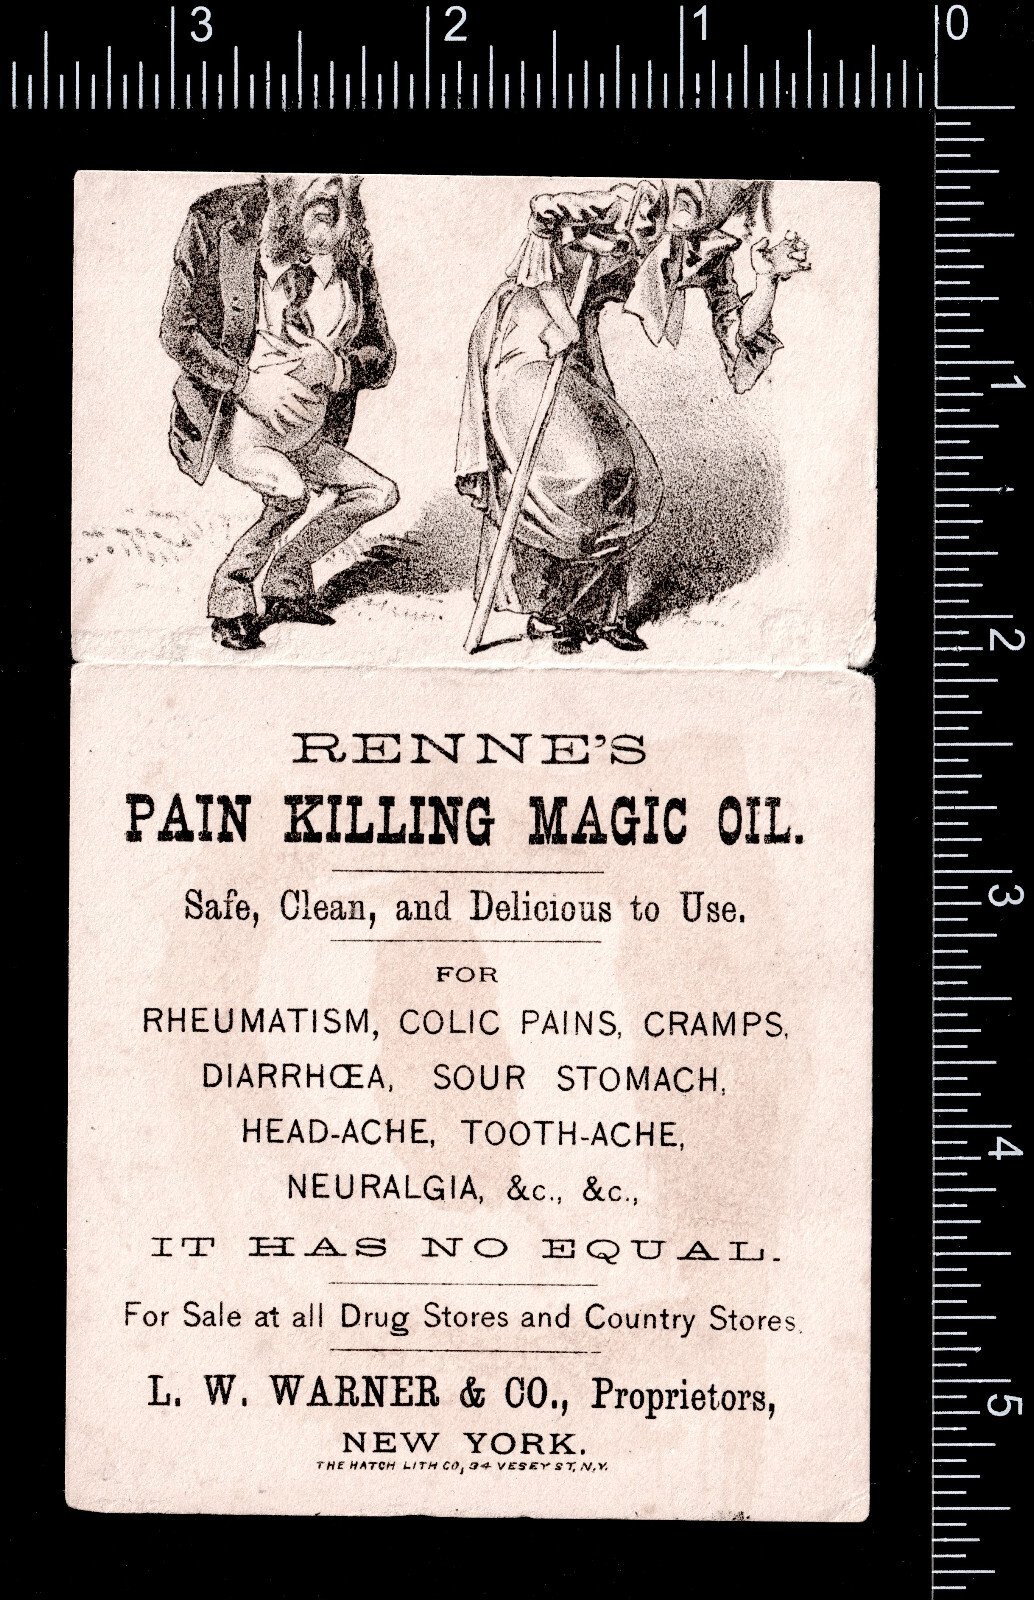 3 2 1 0
RENNE'S
PAIN KILLING MAGIC OIL.
Safe, Clean, and Delicious to Use.
FOR
RHEUMATISM, COLIC PAINS, CRAMPS,
DIARRHŒA, SOUR STOMACH,
HEAD-ACHE, TOOTH-ACHE,
NEURALGIA, &c., &c.,
IT HAS NO EQUAL.
For Sale at all Drug Stores and Country Stores.
L. W. WARNER & CO., Proprietors,
NEW YORK.
THE HATCH LITH CO, 34 VESEY ST, N.Y.
1
2
3
4
5